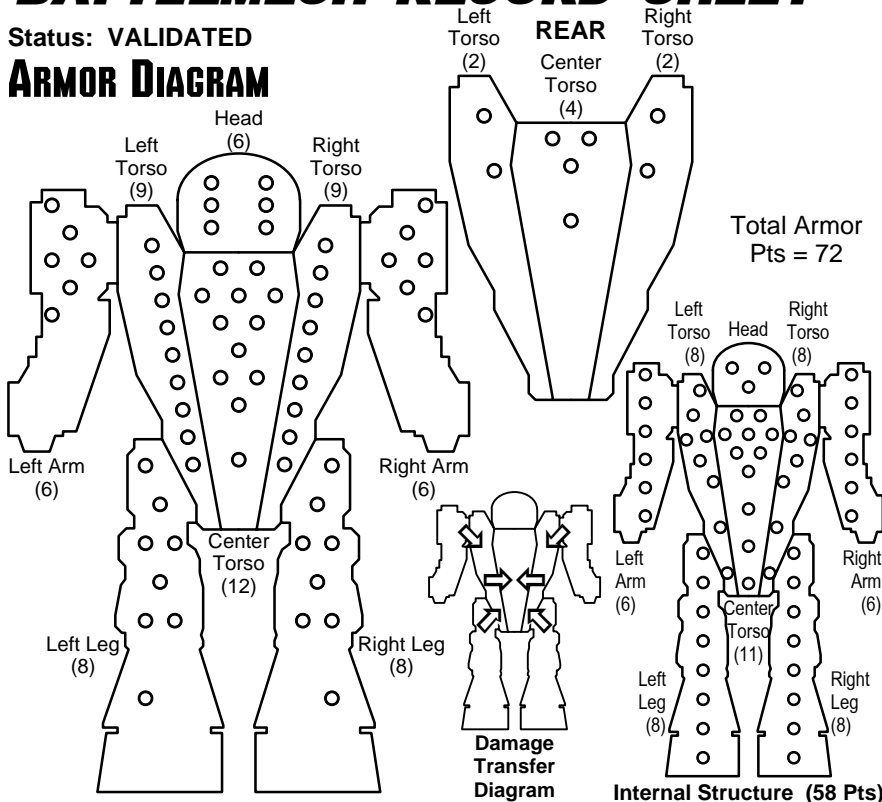 BATTLEMECH RECORD SHEET
Status: VALIDATED
ARMOR DIAGRAM
Left
Torso
(2)
REAR
Right
Torso
(2)
Center
Torso
(4)
Head
(6)
Left
Torso
(9)
Right
Torso
(9)
Total Armor
Pts = 72
Left Arm
(6)
Right Arm
(6)
Center
Torso
(12)
Left Leg
(8)
Right Leg
(8)
Damage
Transfer
Diagram
Left
Torso
(8)
Head
Right
Torso
(8)
Left
Arm
(6)
Right
Arm
(6)
Center
Torso
(11)
Left
Leg
(8)
Right
Leg
(8)
Internal Structure (58 Pts)